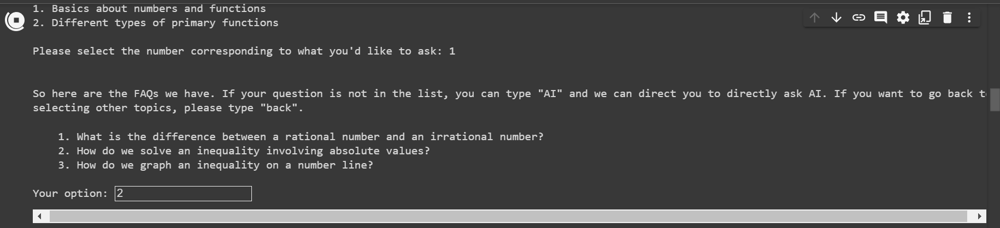 1. Basics about numbers and functions
2. Different types of primary functions
Please select the number corresponding to what you'd like to ask: 1
So here are the FAQs we have. If your question is not in the list, you can type "AI" and we can direct you to directly ask AI. If you want to go back t
selecting other topics, please type "back".
1. What is the difference between a rational number and an irrational number?
2. How do we solve an inequality involving absolute values?
3. How do we graph an inequality on a number line?
Your option: 2